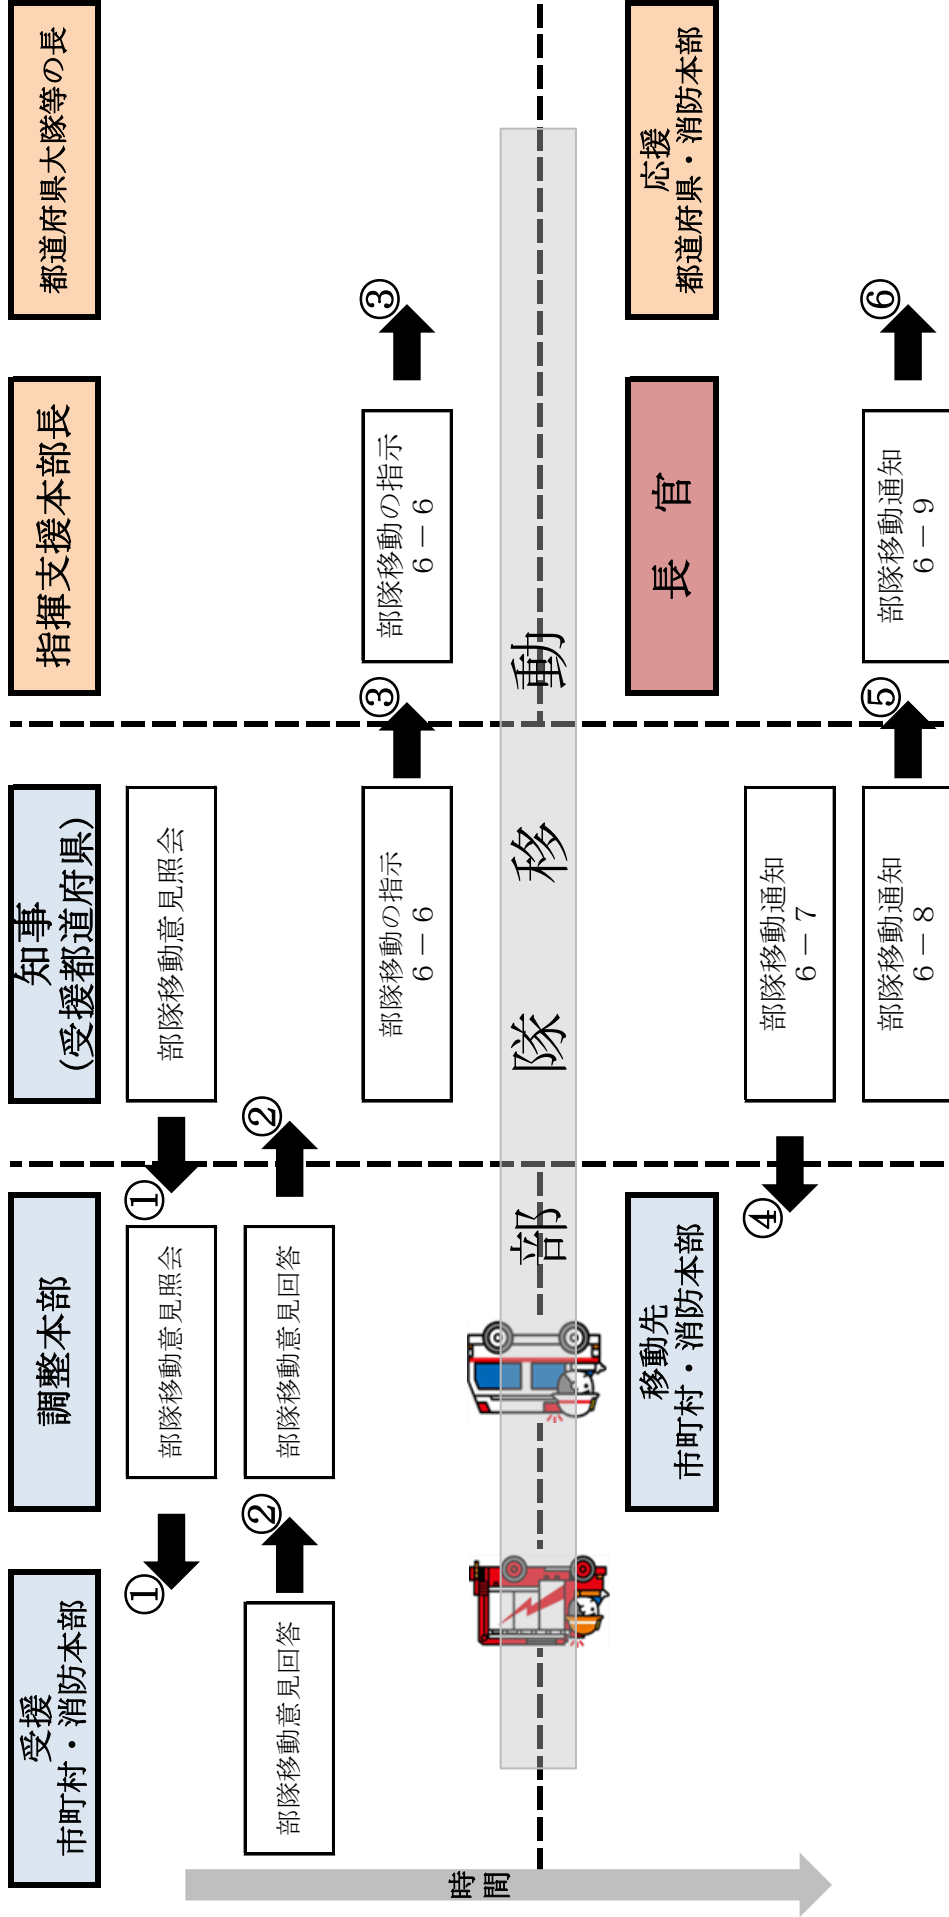 受援
市町村・消防本部
調整本部
知事
（受援都道府県）
指揮支援本部長
都道府県大隊等の長
時間
①
部隊移動意見照会
①
部隊移動意見照会
部隊移動意見回答
②
部隊移動意見回答
②
部隊移動の指示
６－６
③
部隊移動の指示
６－６
③
部隊移動
移動先
市町村・消防本部
長官
応援
都道府県・消防本部
④
部隊移動通知
６－７
部隊移動通知
６－８
⑤
部隊移動通知
６－９
⑥